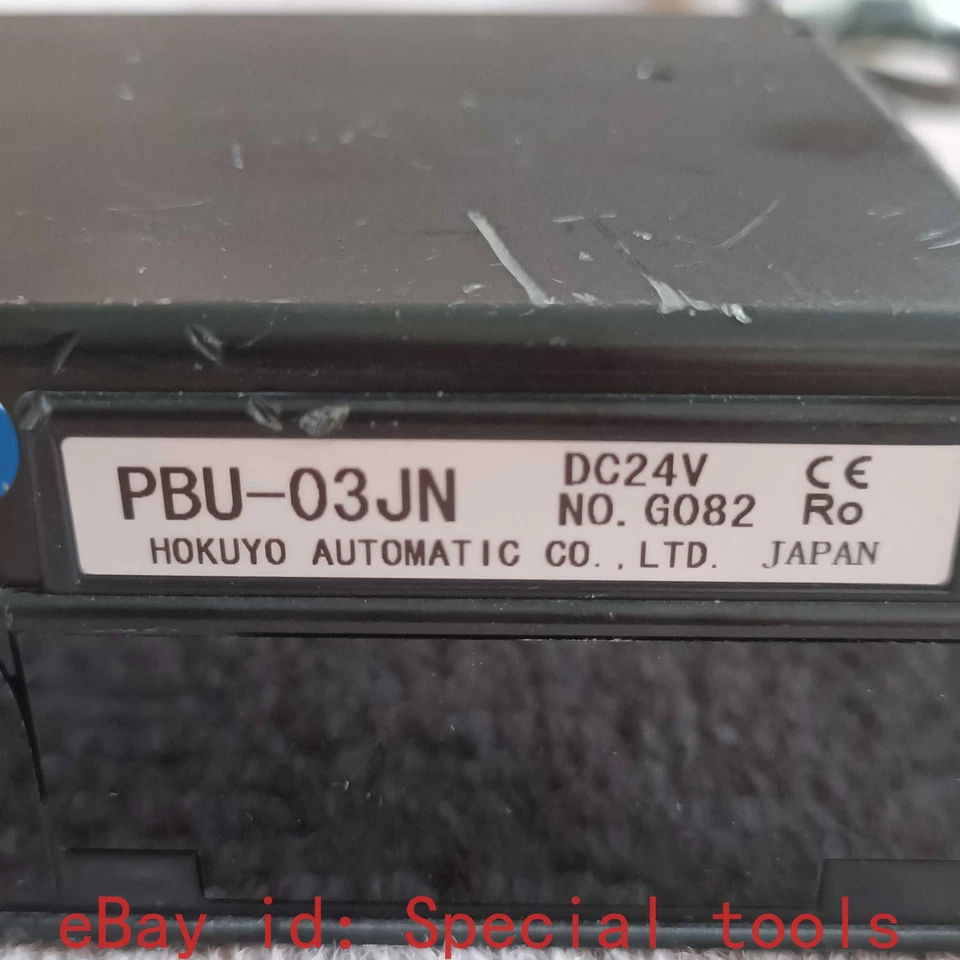 PBU-03JN
DC24V
NO. G082
CE
Ro
HOKUYO AUTOMATIC CO.,LTD. JAPAN
eBay id: Special tools